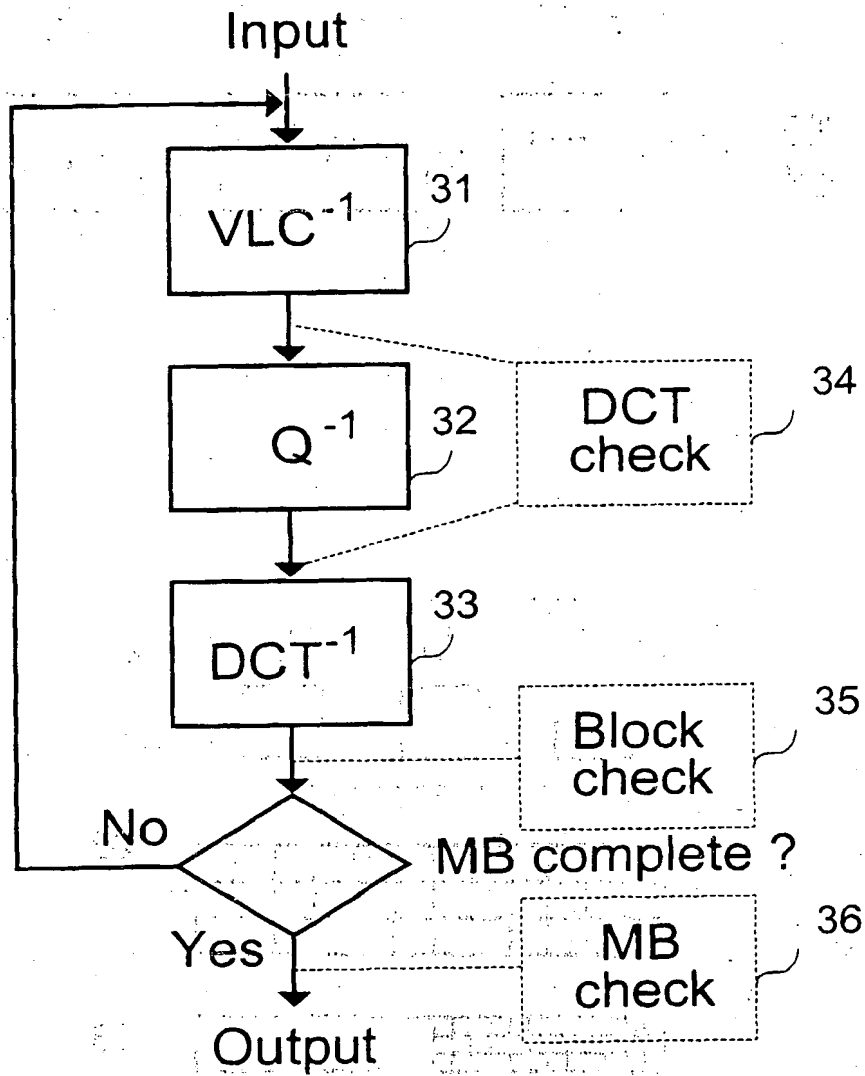 Input
VLC⁻¹
31
Q⁻¹
32
DCT
check
34
DCT⁻¹
33
Block
check
35
No
MB complete ?
Yes
MB
check
36
Output